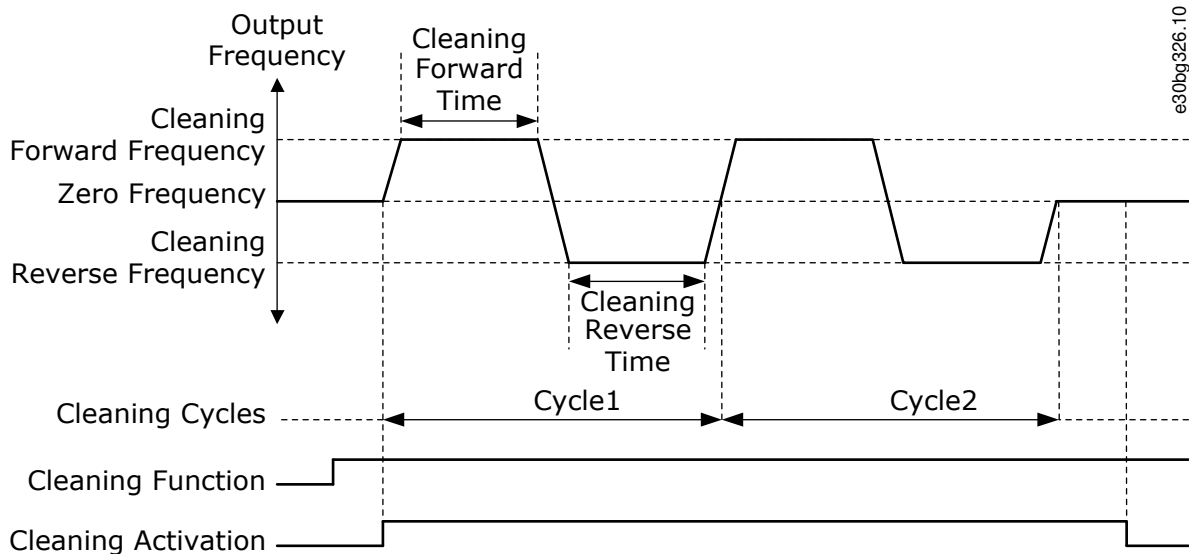 Output
Frequency
Cleaning
Forward
Time
e30bg326.10
Cleaning
Forward Frequency
Zero Frequency
Cleaning
Reverse Frequency
Cleaning
Reverse
Time
Cleaning Cycles
Cycle1
Cycle2
Cleaning Function
Cleaning Activation